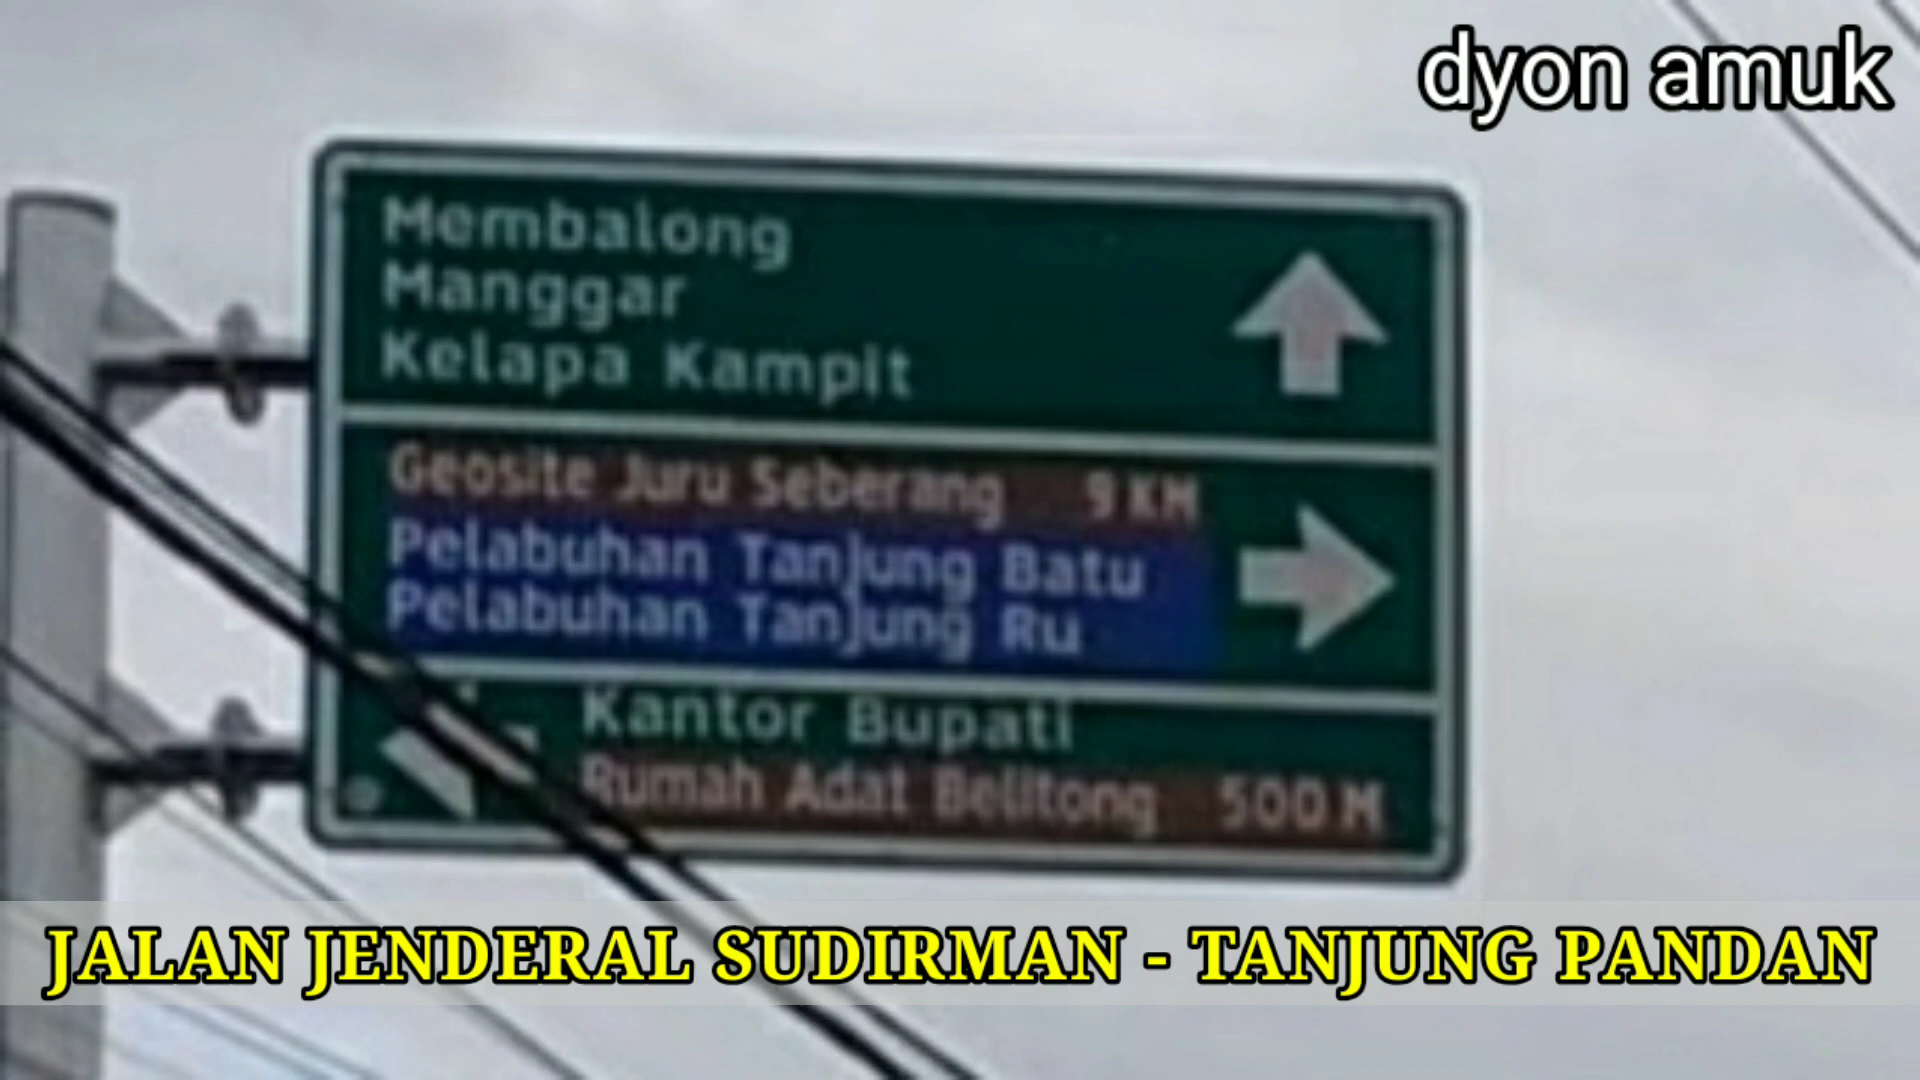 dyon amuk
Membalong
Manggar
Kelapa Kampit
Geosite Juru Seberang 9 KM
Pelabuhan Tanjung Batu
Pelabuhan Tanjung Ru
Kantor Bupati
Rumah Adat Belitong 500 M
JALAN JENDERAL SUDIRMAN - TANJUNG PANDAN